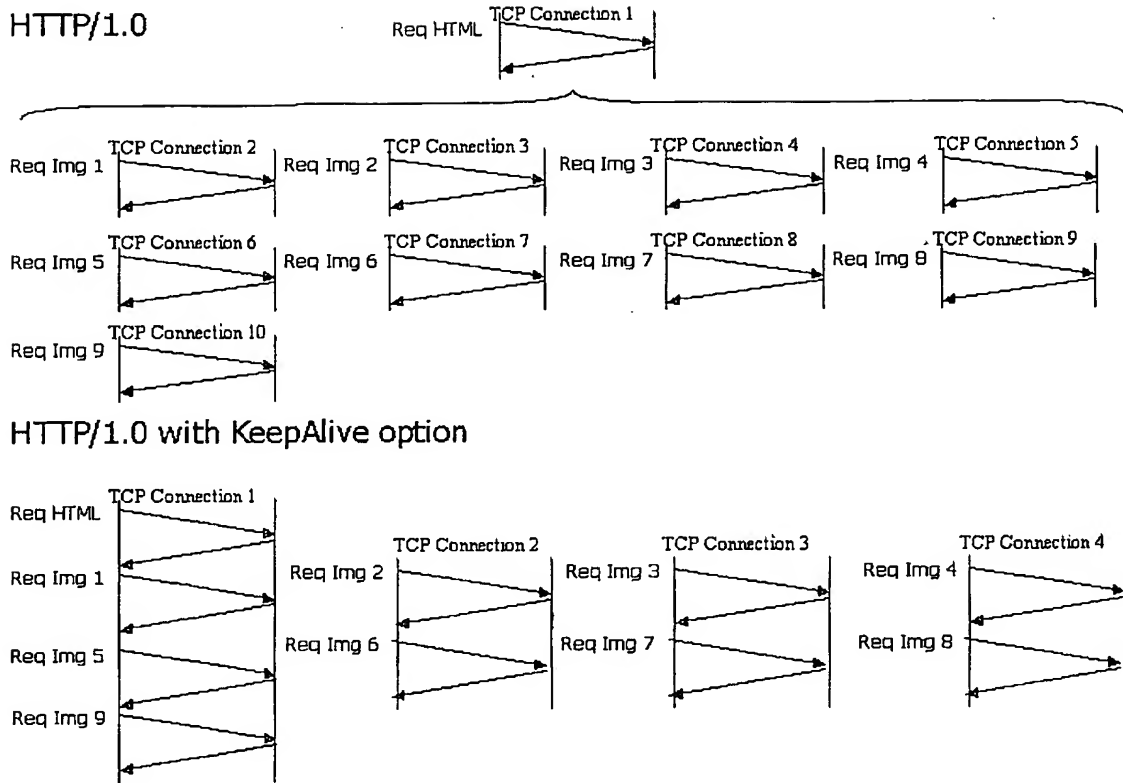 HTTP/1.0
Req HTML
TCP Connection 1
Req Img 1
TCP Connection 2
Req Img 2
TCP Connection 3
Req Img 3
TCP Connection 4
Req Img 4
TCP Connection 5
Req Img 5
TCP Connection 6
Req Img 6
TCP Connection 7
Req Img 7
TCP Connection 8
Req Img 8
TCP Connection 9
Req Img 9
TCP Connection 10
HTTP/1.0 with KeepAlive option
TCP Connection 1
Req HTML
Req Img 1
Req Img 5
Req Img 9
TCP Connection 2
Req Img 2
Req Img 6
TCP Connection 3
Req Img 3
Req Img 7
TCP Connection 4
Req Img 4
Req Img 8